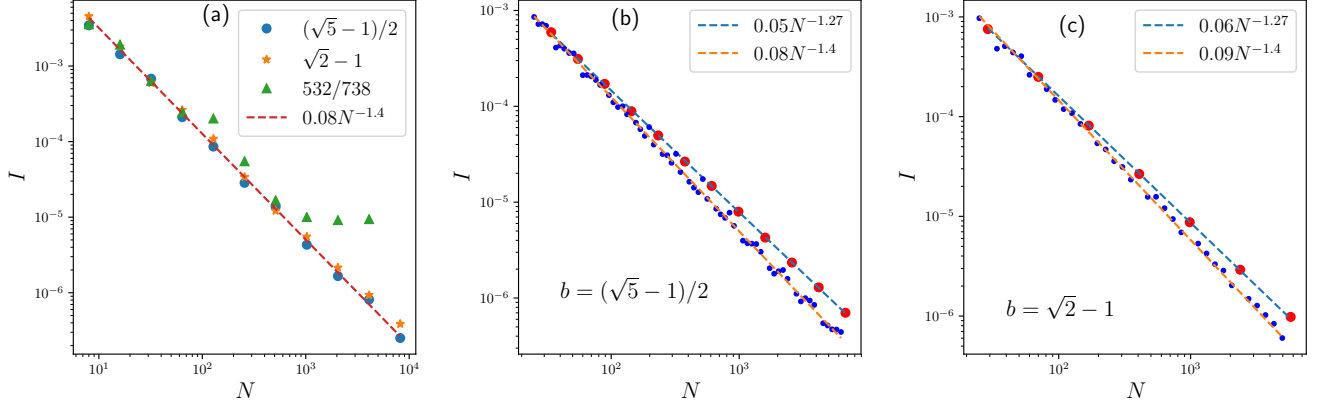 (a)
(√5 − 1)/2
√2 − 1
532/738
0.08N^{−1.4}
I
10^{−3}
10^{−4}
10^{−5}
10^{−6}
10^1
10^2
10^3
10^4
N
(b)
0.05N^{−1.27}
0.08N^{−1.4}
b = (√5 − 1)/2
I
10^{−3}
10^{−4}
10^{−5}
10^{−6}
10^2
10^3
N
(c)
0.06N^{−1.27}
0.09N^{−1.4}
b = √2 − 1
I
10^{−3}
10^{−4}
10^{−5}
10^{−6}
10^2
10^3
N